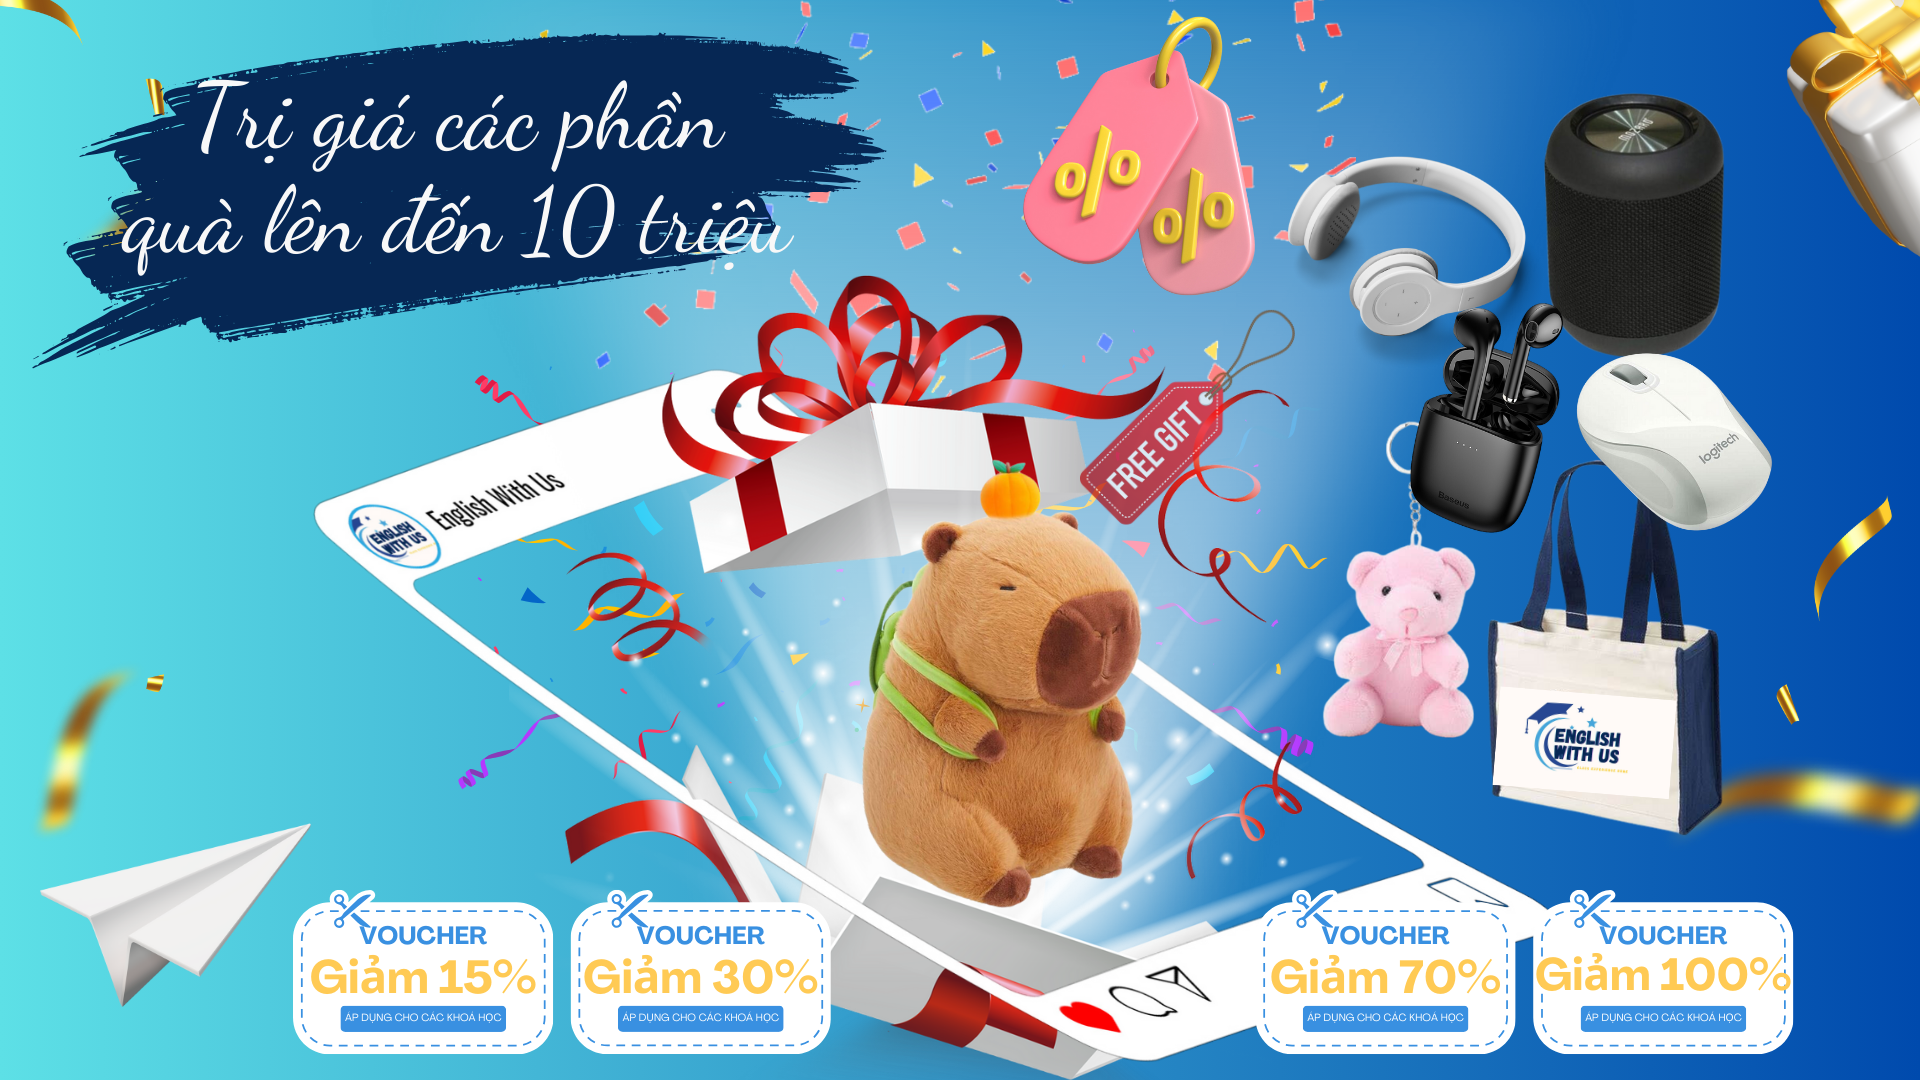 Trị giá các phần
quà lên đến 10 triệu
% %
nozaki
FREE GIFT
logitech
English With Us
ENGLISH
WITH US
Baseus
ENGLISH
WITH US
VOUCHER
Giảm 15%
ÁP DỤNG CHO CÁC KHOÁ HỌC
VOUCHER
Giảm 30%
ÁP DỤNG CHO CÁC KHOÁ HỌC
VOUCHER
Giảm 70%
ÁP DỤNG CHO CÁC KHOÁ HỌC
VOUCHER
Giảm 100%
ÁP DỤNG CHO CÁC KHOÁ HỌC